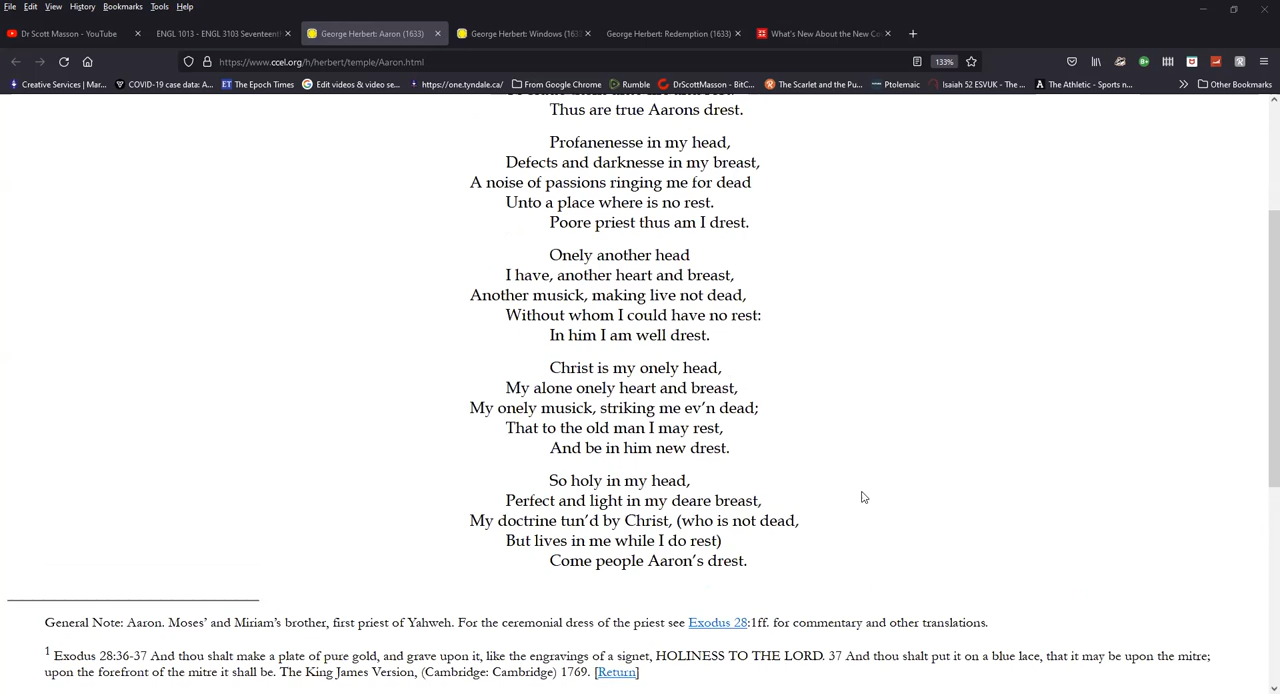 File Edit View History Bookmarks Tools Help
Dr Scott Masson - YouTube
ENGL 1013 - ENGL 3103 Seventeenth
George Herbert: Aaron (1633)
George Herbert: Windows (163
George Herbert: Redemption (1633)
What's New About the New Co
https://www.ccel.org/h/herbert/temple/Aaron.html
133%
Creative Services | Mar...
COVID-19 case data: A...
The Epoch Times
Edit videos & video se...
https://one.tyndale.ca/
From Google Chrome
Rumble
DrScottMasson - BitC...
The Scarlet and the Pu...
Ptolemaic
Isaiah 52 ESVUK - The ...
The Athletic - Sports n...
Other Bookmarks
Thus are true Aarons drest.
Profanenesse in my head,
Defects and darknesse in my breast,
A noise of passions ringing me for dead
Unto a place where is no rest.
Poore priest thus am I drest.
Onely another head
I have, another heart and breast,
Another musick, making live not dead,
Without whom I could have no rest:
In him I am well drest.
Christ is my onely head,
My alone onely heart and breast,
My onely musick, striking me ev'n dead;
That to the old man I may rest,
And be in him new drest.
So holy in my head,
Perfect and light in my deare breast,
My doctrine tun'd by Christ, (who is not dead,
But lives in me while I do rest)
Come people Aaron's drest.
General Note: Aaron. Moses' and Miriam's brother, first priest of Yahweh. For the ceremonial dress of the priest see Exodus 28:1ff. for commentary and other translations.
1 Exodus 28:36-37 And thou shalt make a plate of pure gold, and grave upon it, like the engravings of a signet, HOLINESS TO THE LORD. 37 And thou shalt put it on a blue lace, that it may be upon the mitre;
upon the forefront of the mitre it shall be. The King James Version, (Cambridge: Cambridge) 1769. [Return]